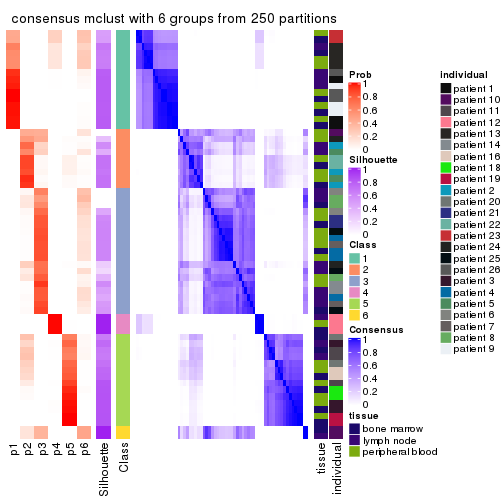 consensus mclust with 6 groups from 250 partitions
p1
p2
p3
p4
p5
p6
Silhouette
Class
tissue
individual
Prob
1
0.8
0.6
0.4
0.2
0
Silhouette
1
0.8
0.6
0.4
0.2
0
Class
1
2
3
4
5
6
Consensus
1
0.8
0.6
0.4
0.2
0
tissue
bone marrow
lymph node
peripheral blood
individual
patient 1
patient 10
patient 11
patient 12
patient 13
patient 14
patient 16
patient 18
patient 19
patient 2
patient 20
patient 21
patient 22
patient 23
patient 24
patient 25
patient 26
patient 3
patient 4
patient 5
patient 6
patient 7
patient 8
patient 9